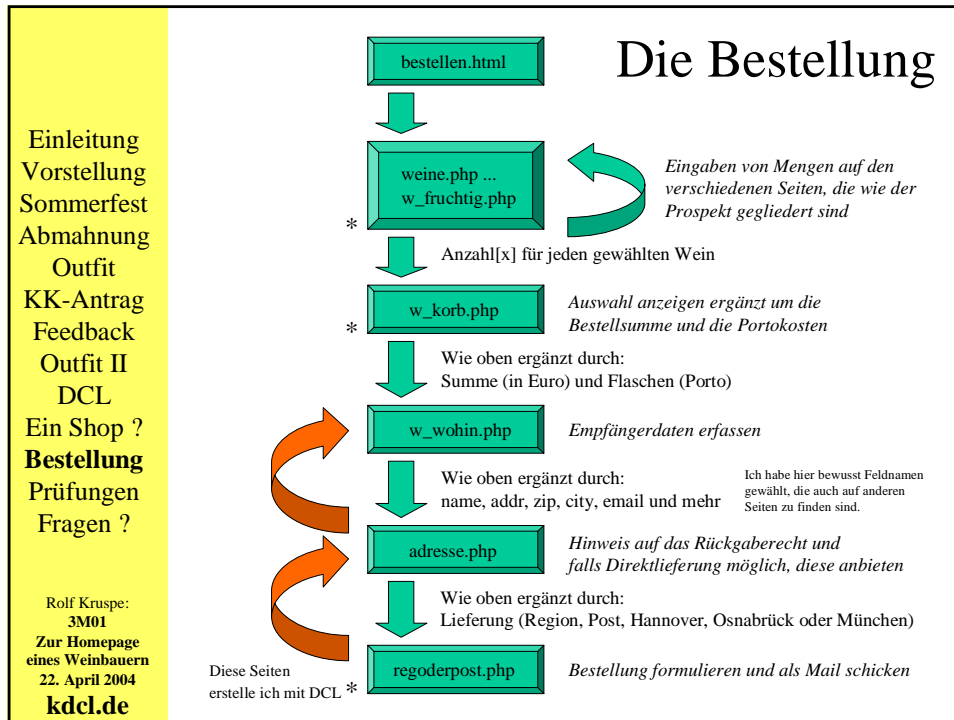 Die Bestellung
Einleitung
Vorstellung
Sommerfest
Abmahnung
Outfit
KK-Antrag
Feedback
Outfit II
DCL
Ein Shop ?
Bestellung
Prüfungen
Fragen ?
Rolf Kruspe:
3M01
Zur Homepage
eines Weinbauern
22. April 2004
kdcl.de
bestellen.html
weine.php ...
w_fruchtig.php
*
Eingaben von Mengen auf den
verschiedenen Seiten, die wie der
Prospekt gegliedert sind
Anzahl[x] für jeden gewählten Wein
w_korb.php
*
Auswahl anzeigen ergänzt um die
Bestellsumme und die Portokosten
Wie oben ergänzt durch:
Summe (in Euro) und Flaschen (Porto)
w_wohin.php
Empfängerdaten erfassen
Wie oben ergänzt durch:
name, addr, zip, city, email und mehr
Ich habe hier bewusst Feldnamen
gewählt, die auch auf anderen
Seiten zu finden sind.
adresse.php
Hinweis auf das Rückgaberecht und
falls Direktlieferung möglich, diese anbieten
Wie oben ergänzt durch:
Lieferung (Region, Post, Hannover, Osnabrück oder München)
regoderpost.php
Bestellung formulieren und als Mail schicken
Diese Seiten
erstelle ich mit DCL *